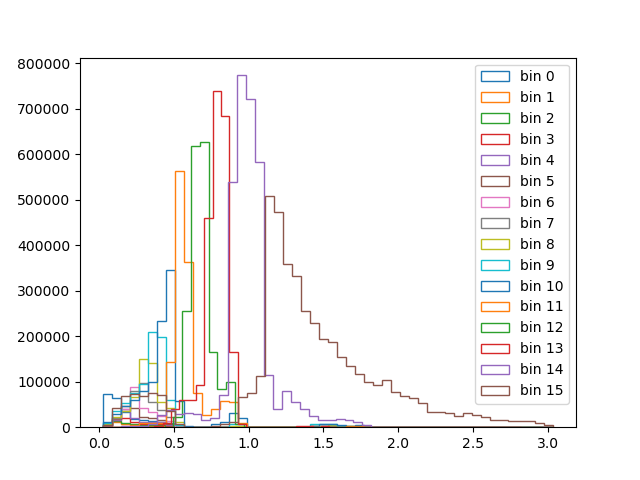 800000
700000
600000
500000
400000
300000
200000
100000
0
0.0 0.5 1.0 1.5 2.0 2.5 3.0
bin 0
bin 1
bin 2
bin 3
bin 4
bin 5
bin 6
bin 7
bin 8
bin 9
bin 10
bin 11
bin 12
bin 13
bin 14
bin 15